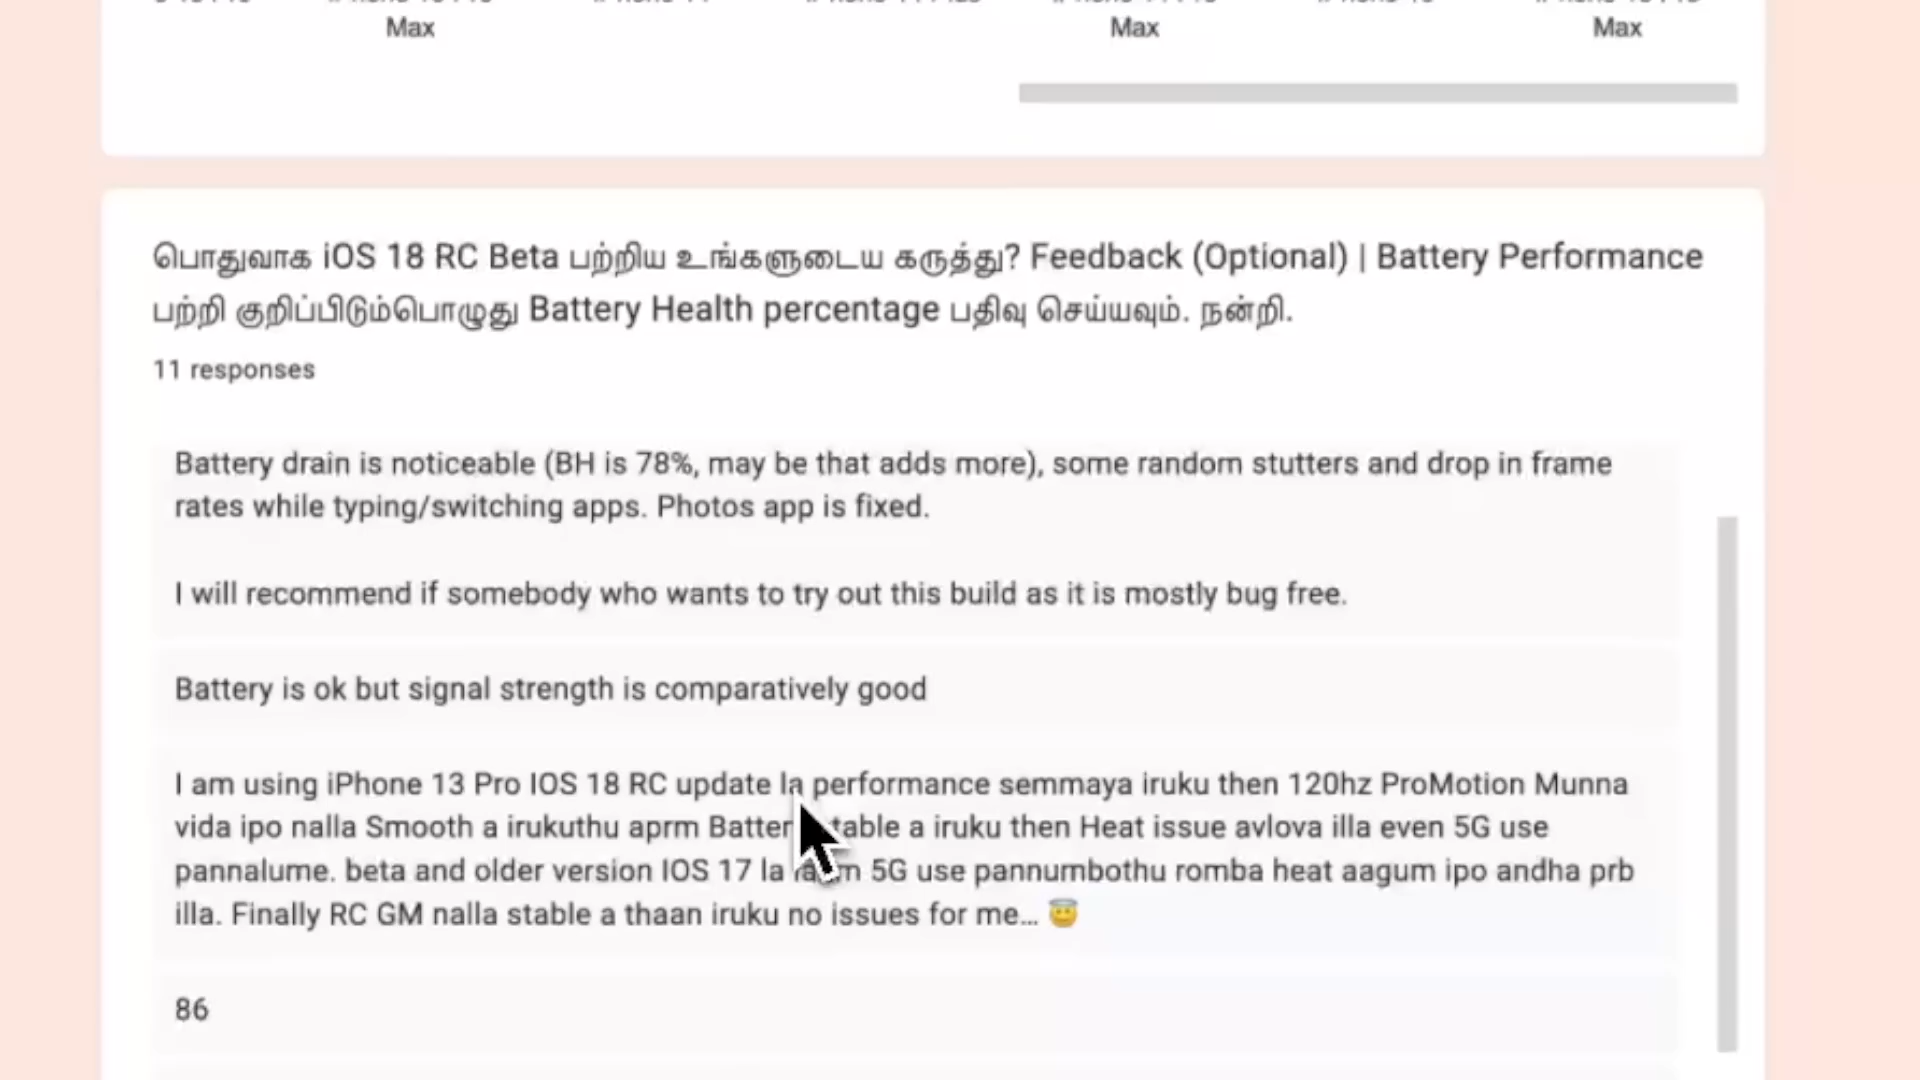 Max Max Max
பொதுவாக iOS 18 RC Beta பற்றிய உங்களுடைய கருத்து? Feedback (Optional) | Battery Performance
பற்றி குறிப்பிடும்பொழுது Battery Health percentage பதிவு செய்யவும். நன்றி.
11 responses
Battery drain is noticeable (BH is 78%, may be that adds more), some random stutters and drop in frame
rates while typing/switching apps. Photos app is fixed.
I will recommend if somebody who wants to try out this build as it is mostly bug free.
Battery is ok but signal strength is comparatively good
I am using iPhone 13 Pro IOS 18 RC update la performance semmaya iruku then 120hz ProMotion Munna
vida ipo nalla Smooth a irukuthu aprm a iruku then Heat issue avlova illa even 5G use
pannalume. beta and older version IOS 17 la 5G use pannumbothu romba heat aagum ipo andha prb
illa. Finally RC GM nalla stable a thaan iruku no issues for me... 😇
86